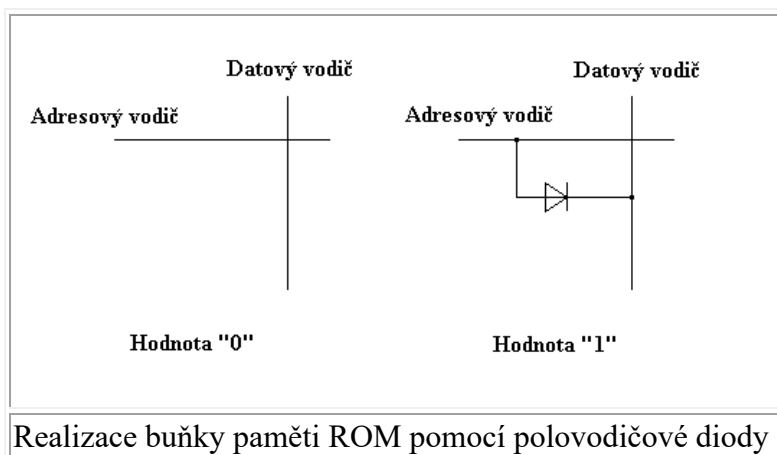 Datový vodič
Adresový vodič
Hodnota "0"
Datový vodič
Adresový vodič
Hodnota "1"
Realizace buňky paměti ROM pomocí polovodičové diody